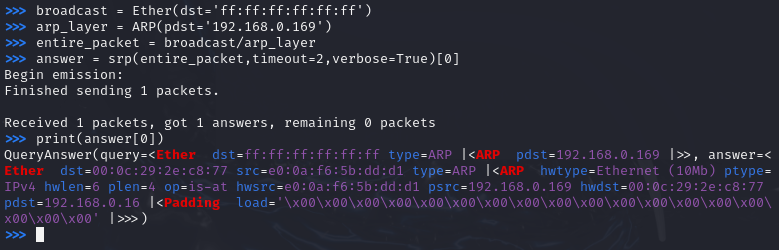 >>> broadcast = Ether(dst='ff:ff:ff:ff:ff:ff')
>>> arp_layer = ARP(pdst='192.168.0.169')
>>> entire_packet = broadcast/arp_layer
>>> answer = srp(entire_packet,timeout=2,verbose=True)[0]
Begin emission:
Finished sending 1 packets.

Received 1 packets, got 1 answers, remaining 0 packets
>>> print(answer[0])
QueryAnswer(query=<Ether  dst=ff:ff:ff:ff:ff:ff type=ARP |<ARP  pdst=192.168.0.169 |>>, answer=<
Ether  dst=00:0c:29:2e:c8:77 src=e0:0a:f6:5b:dd:d1 type=ARP |<ARP  hwtype=Ethernet (10Mb) ptype=
IPv4 hwlen=6 plen=4 op=is-at hwsrc=e0:0a:f6:5b:dd:d1 psrc=192.168.0.169 hwdst=00:0c:29:2e:c8:77
pdst=192.168.0.16 |<Padding  load='\x00\x00\x00\x00\x00\x00\x00\x00\x00\x00\x00\x00\x00\x00\x00\
x00\x00\x00' |>>>)
>>>